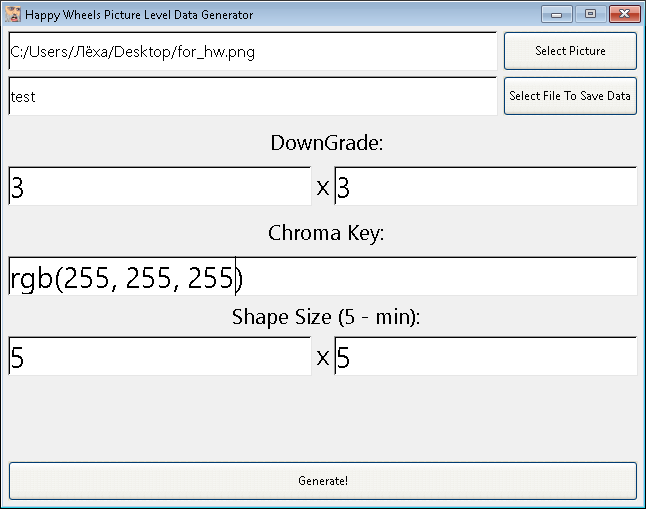 Happy Wheels Picture Level Data Generator
C:/Users/Лёха/Desktop/for_hw.png
Select Picture
test
Select File To Save Data
DownGrade:
3 x 3
Chroma Key:
rgb(255, 255, 255)
Shape Size (5 - min):
5 x 5
Generate!